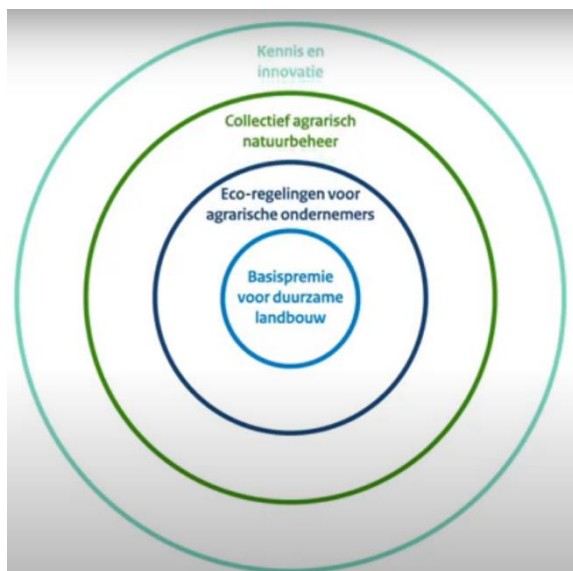 Kennis en
innovatie
Collectief agrarisch
natuurbeheer
Eco-regelingen voor
agrarische ondernemers
Basispremie
voor duurzame
landbouw